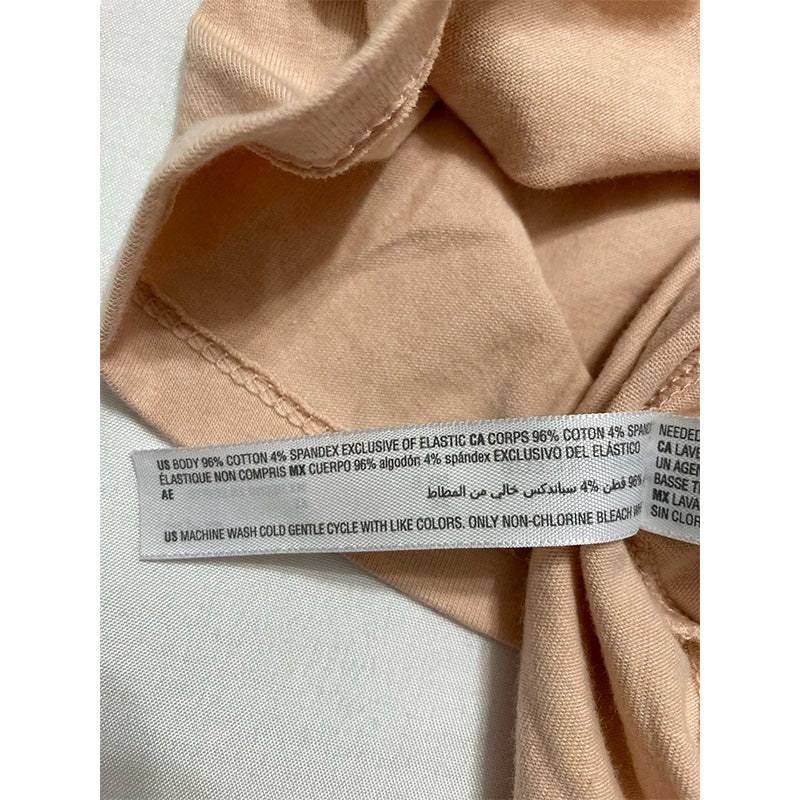 US BODY 96% COTTON 4% SPANDEX EXCLUSIVE OF ELASTIC CA CORPS 96% COTON 4% SPAN
ÉLASTIQUE NON COMPRIS MX CUERPO 96% algodón 4% spándex EXCLUSIVO DEL ELÁSTICO
AE
96% قطن 4% سباندكس خالي من المطاط
US MACHINE WASH COLD GENTLE CYCLE WITH LIKE COLORS. ONLY NON-CHLORINE BLEACH
NEEDED
CA LAVE
UN AGEN
BASSE T
MX LAVA
SIN CLOR